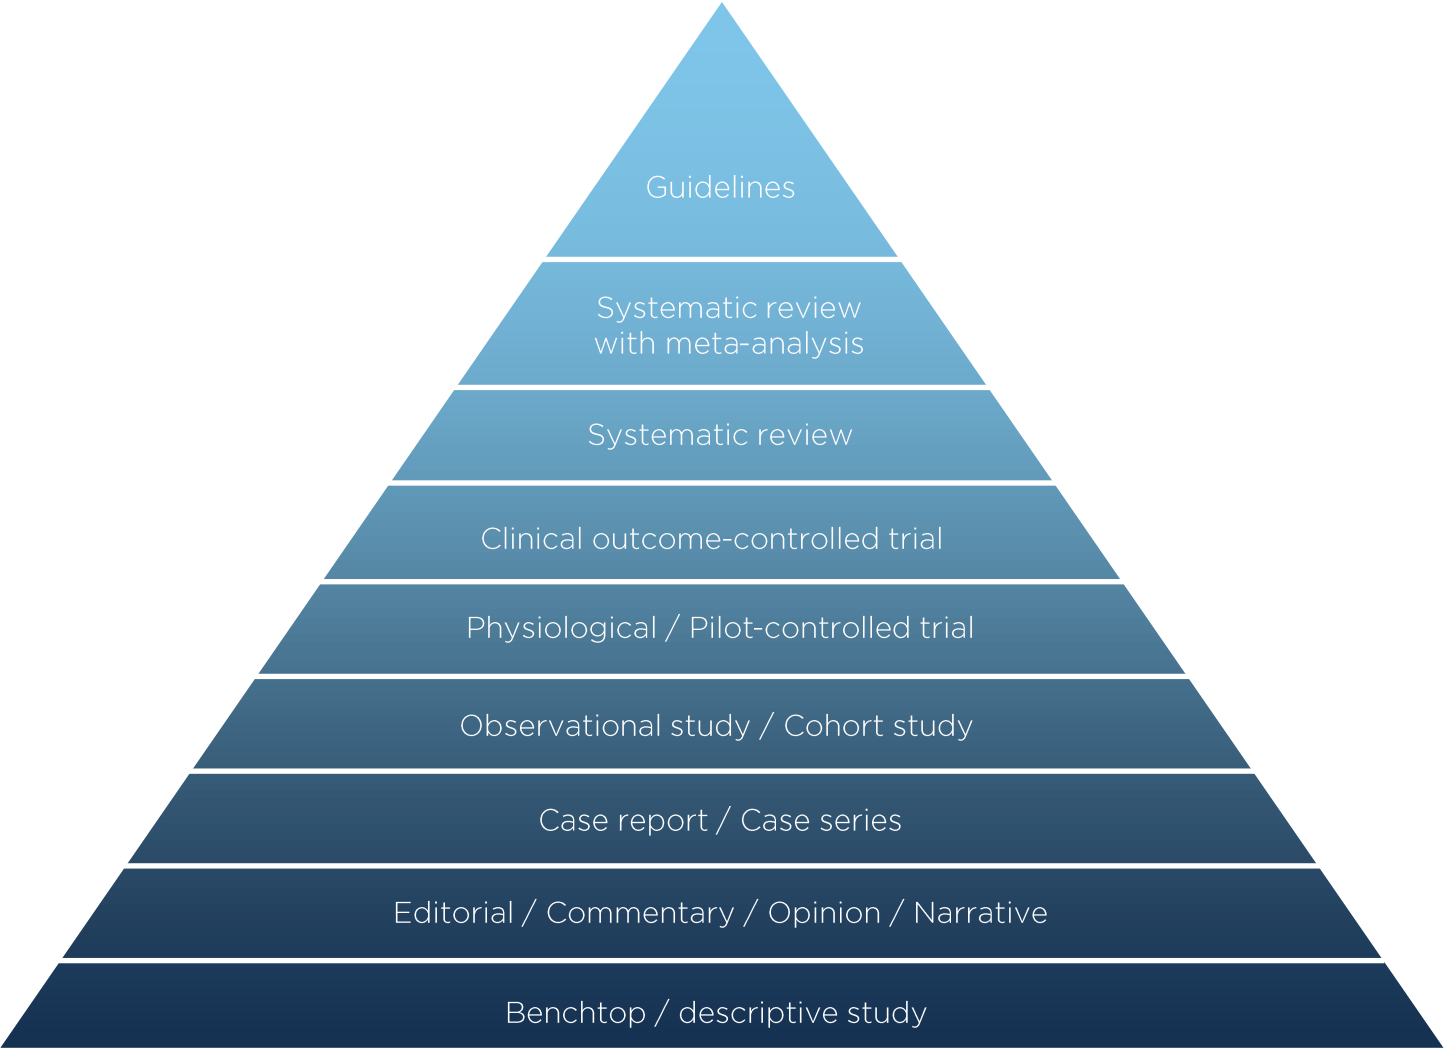 Guidelines
Systematic review
with meta-analysis
Systematic review
Clinical outcome-controlled trial
Physiological / Pilot-controlled trial
Observational study / Cohort study
Case report / Case series
Editorial / Commentary / Opinion / Narrative
Benchtop / descriptive study